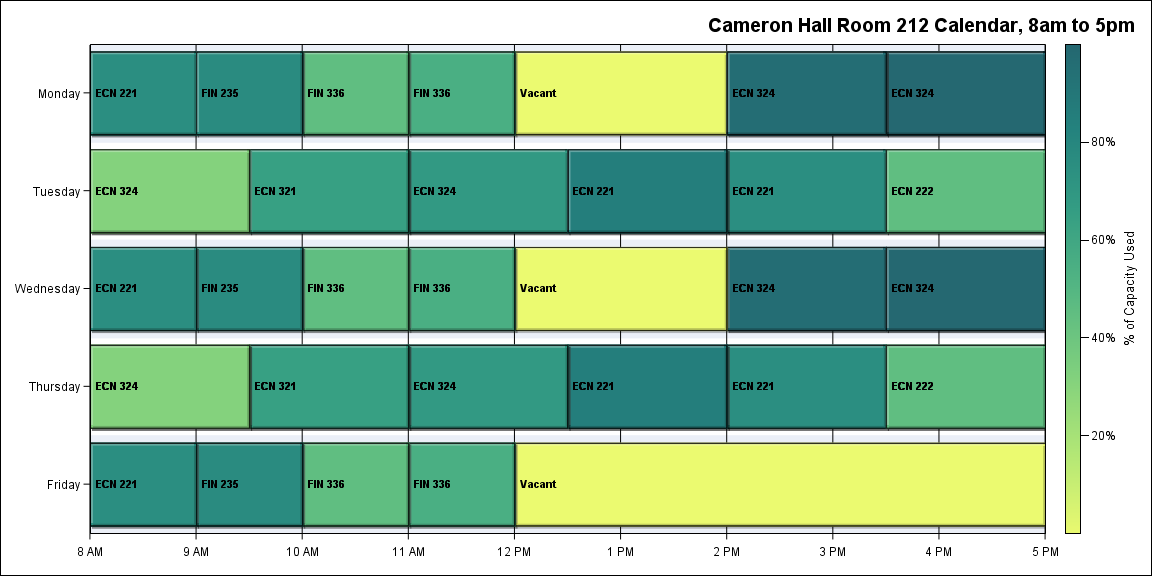 Cameron Hall Room 212 Calendar, 8am to 5pm
Monday ECN 221 FIN 235 FIN 336 FIN 336 Vacant ECN 324 ECN 324
80%
Tuesday ECN 324 ECN 321 ECN 324 ECN 221 ECN 221 ECN 222
60%
% of Capacity Used
Wednesday ECN 221 FIN 235 FIN 336 FIN 336 Vacant ECN 324 ECN 324
40%
Thursday ECN 324 ECN 321 ECN 324 ECN 221 ECN 221 ECN 222
20%
Friday ECN 221 FIN 235 FIN 336 FIN 336 Vacant
8 AM 9 AM 10 AM 11 AM 12 PM 1 PM 2 PM 3 PM 4 PM 5 PM